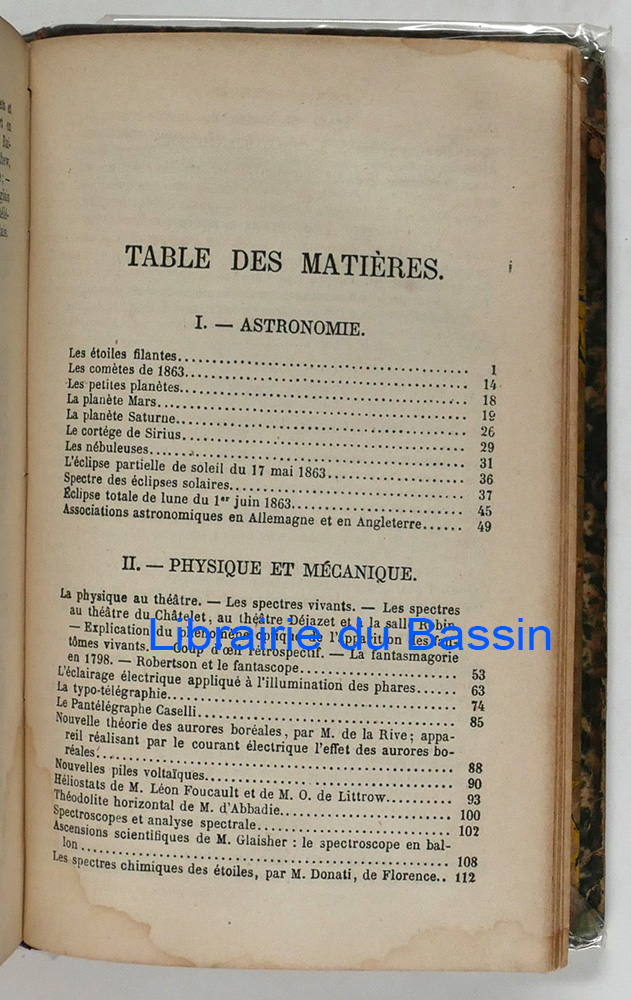 TABLE DES MATIÈRES.
I. — ASTRONOMIE.
Les étoiles filantes 1
Les comètes de 1863 14
Les petites planètes 18
La planète Mars 19
La planète Saturne 26
Le cortége de Sirius 29
Les nébuleuses 31
L'éclipse partielle de soleil du 17 mai 1863 36
Spectre des éclipses solaires 37
Éclipse totale de lune du 1er juin 1863 45
Associations astronomiques en Allemagne et en Angleterre 49
II. — PHYSIQUE ET MÉCANIQUE.
La physique au théâtre. — Les spectres vivants. — Les spectres
au théâtre du Châtelet, au théâtre Déjazet et à la salle Robin.
— Explication du phénomène optique de l'apparition des fan-
tômes vivants. — Coup d'œil rétrospectif. — La fantasmagorie
en 1798. — Robertson et le fantascope 53
L'éclairage électrique appliqué à l'illumination des phares 63
La typo-télégraphie 74
Le Pantélégraphe Caselli 85
Nouvelle théorie des aurores boréales, par M. de la Rive; appa-
reil réalisant par le courant électrique l'effet des aurores bo-
réales 88
Nouvelles piles voltaïques 90
Héliostats de M. Léon Foucault et de M. O. de Littrow 93
Théodolite horizontal de M. d'Abbadie 100
Spectroscopes et analyse spectrale 102
Ascensions scientifiques de M. Glaisher : le spectroscope en bal-
lon 108
Les spectres chimiques des étoiles, par M. Donati, de Florence.. 112
Librairie du Bassin